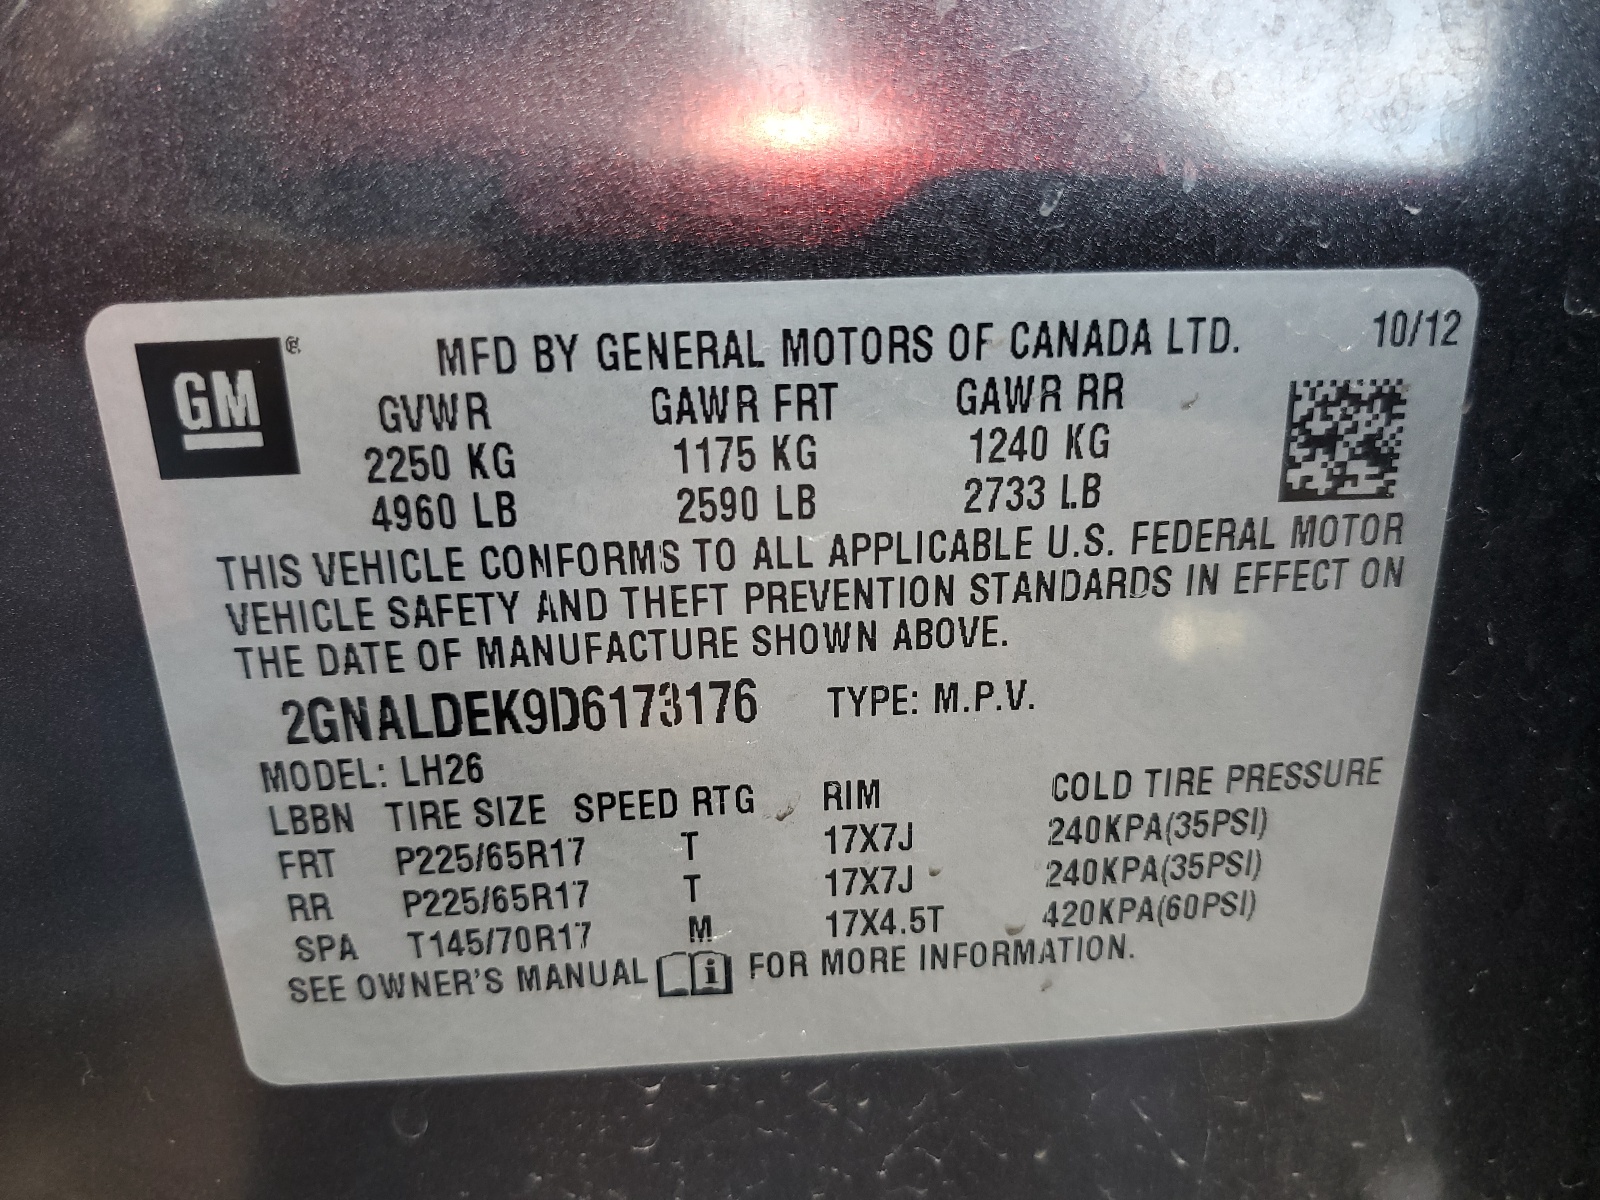 GM ® MFD BY GENERAL MOTORS OF CANADA LTD. 10/12
GVWR GAWR FRT GAWR RR
2250 KG 1175 KG 1240 KG
4960 LB 2590 LB 2733 LB
THIS VEHICLE CONFORMS TO ALL APPLICABLE U.S. FEDERAL MOTOR
VEHICLE SAFETY AND THEFT PREVENTION STANDARDS IN EFFECT ON
THE DATE OF MANUFACTURE SHOWN ABOVE.
2GNALDEK9D6173176 TYPE: M.P.V.
MODEL: LH26
LBBN TIRE SIZE SPEED RTG RIM COLD TIRE PRESSURE
FRT P225/65R17 T 17X7J 240KPA(35PSI)
RR P225/65R17 T 17X7J 240KPA(35PSI)
SPA T145/70R17 M 17X4.5T 420KPA(60PSI)
SEE OWNER'S MANUAL i FOR MORE INFORMATION.